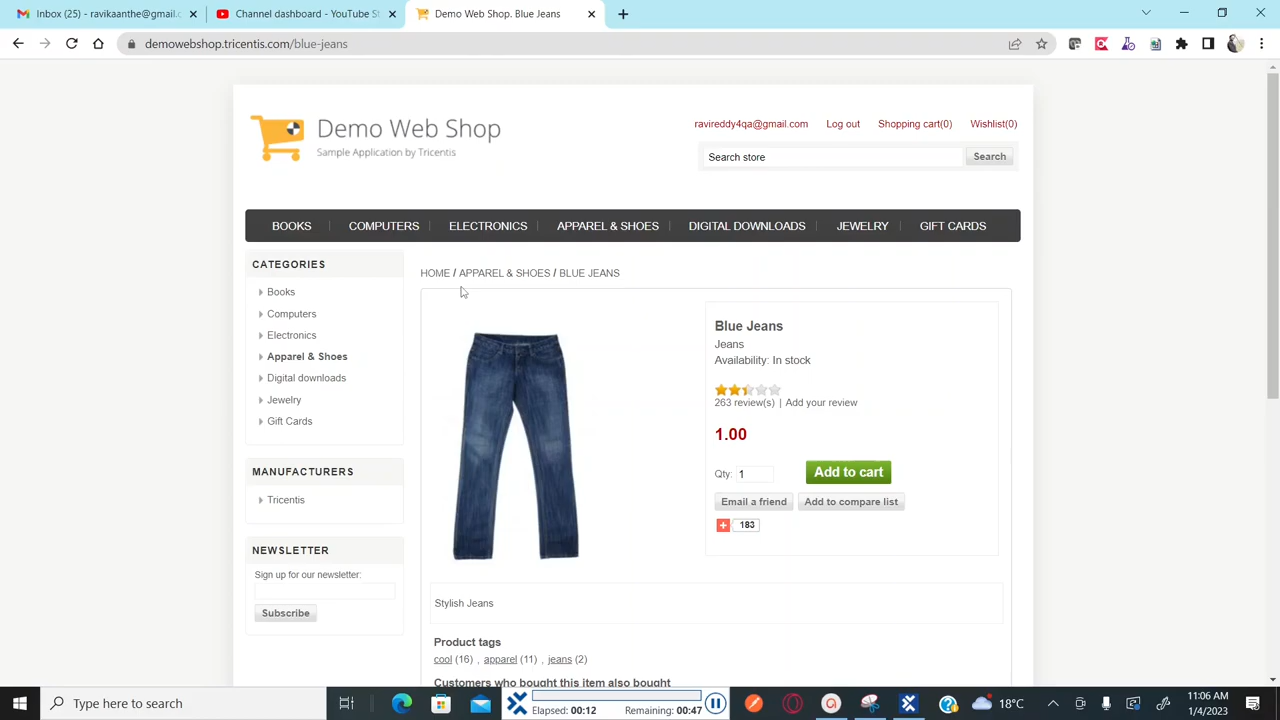 Inbox (25) - ravikaanthe@gmail.c
Channel dashboard - YouTube St
Demo Web Shop. Blue Jeans
demowebshop.tricentis.com/blue-jeans
Demo Web Shop
Sample Application by Tricentis
ravireddy4qa@gmail.com
Log out
Shopping cart(0)
Wishlist(0)
Search store
Search
BOOKS
COMPUTERS
ELECTRONICS
APPAREL & SHOES
DIGITAL DOWNLOADS
JEWELRY
GIFT CARDS
CATEGORIES
Books
Computers
Electronics
Apparel & Shoes
Digital downloads
Jewelry
Gift Cards
MANUFACTURERS
Tricentis
NEWSLETTER
Sign up for our newsletter:
Subscribe
HOME / APPAREL & SHOES / BLUE JEANS
Blue Jeans
Jeans
Availability: In stock
263 review(s) | Add your review
1.00
Qty: 1
Add to cart
Email a friend
Add to compare list
183
Stylish Jeans
Product tags
cool (16) , apparel (11) , jeans (2)
Customers who bought this item also bought
Type here to search
Elapsed: 00:12
Remaining: 00:47
18°C
11:06 AM
1/4/2023